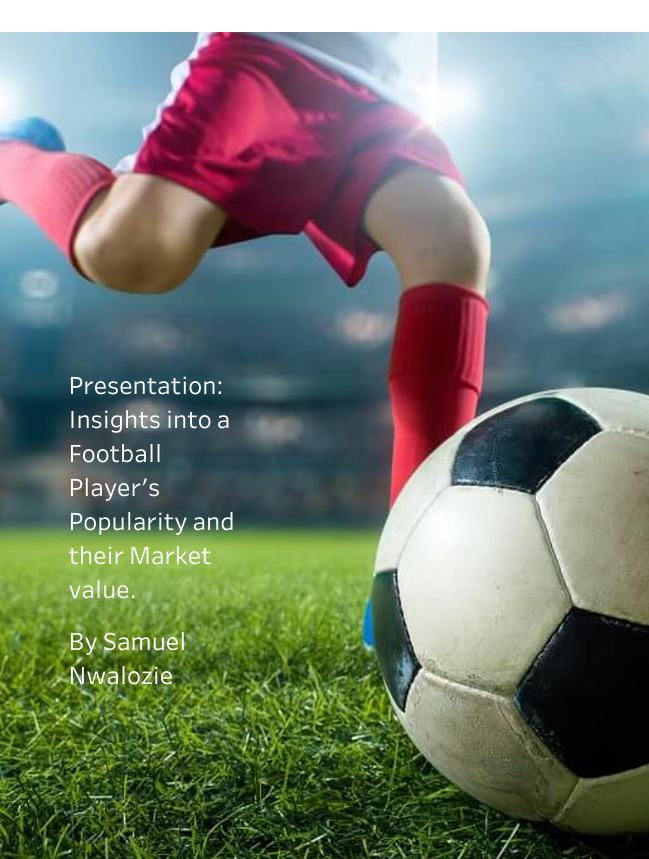 Presentation:
Insights into a
Football
Player’s
Popularity and
their Market
value.
By Samuel
Nwalozie